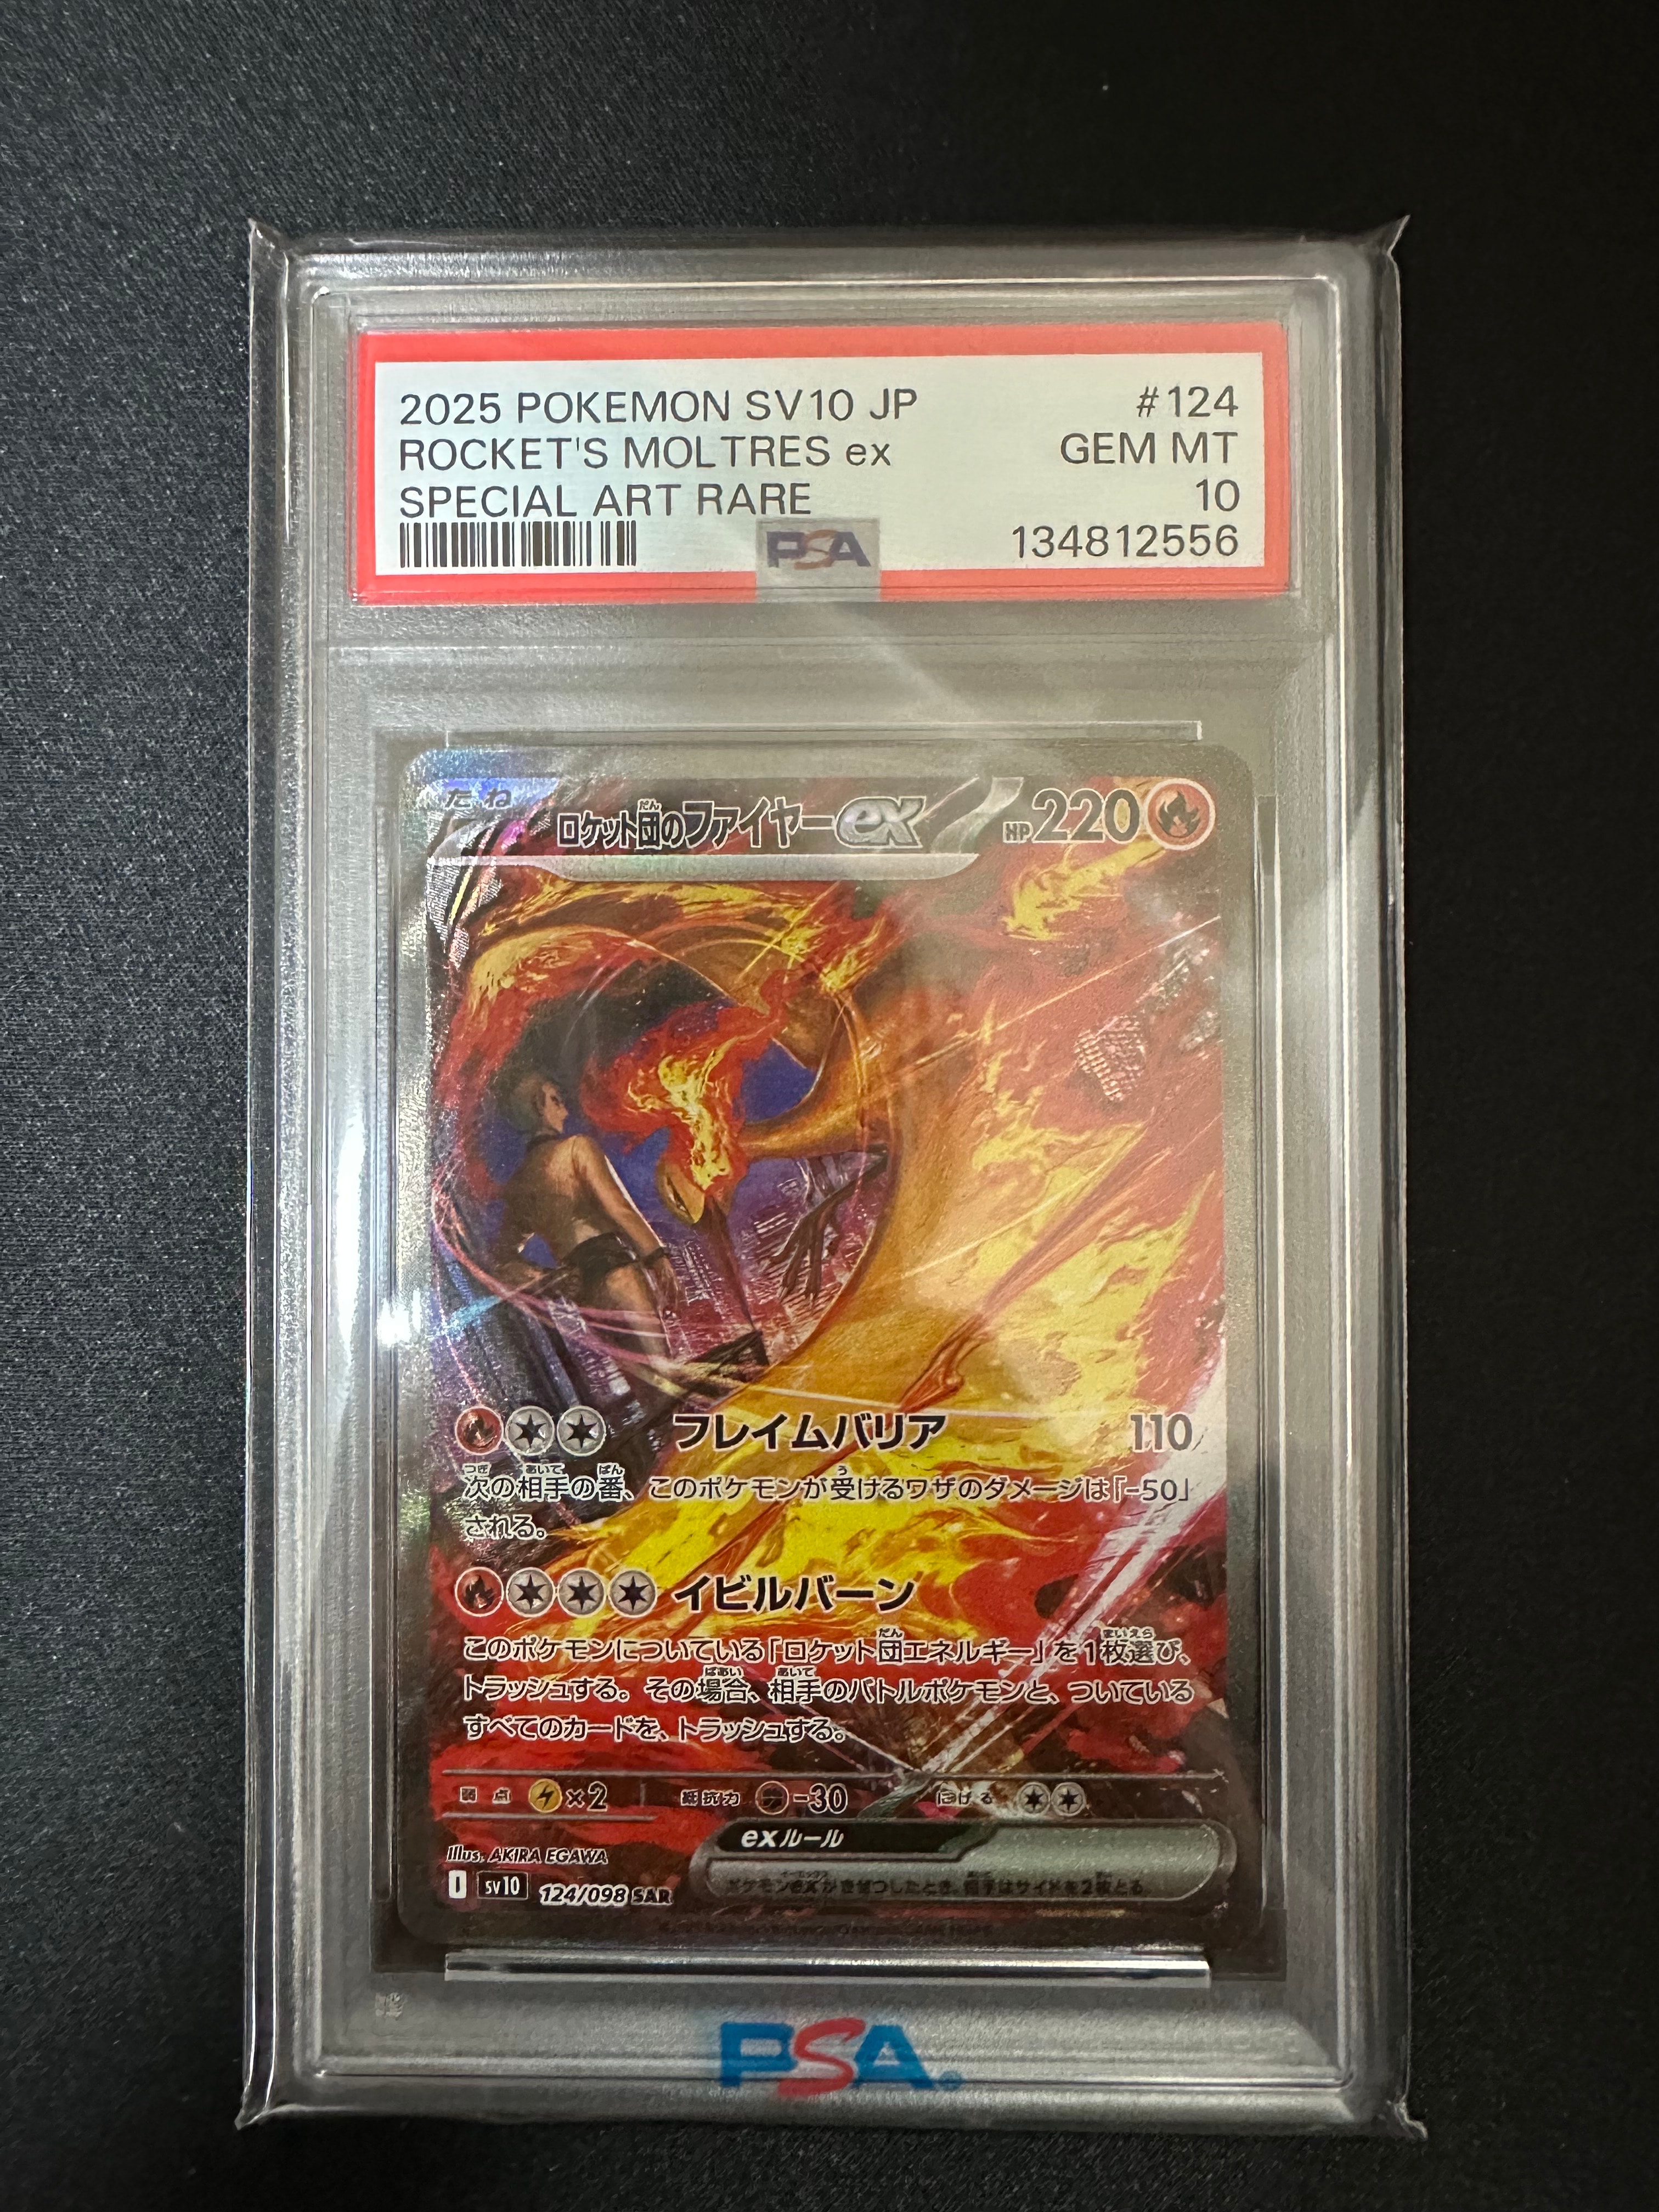 2025 POKEMON SV10 JP #124
ROCKET'S MOLTRES ex GEM MT
SPECIAL ART RARE 10
PSA 134812556
たね ロケット団のファイヤーex HP220
フレイムバリア 110
次の相手の番、このポケモンが受けるワザのダメージは「-50」
される。
イビルバーン
このポケモンについている「ロケット団エネルギー」を1枚選び、
トラッシュする。その場合、相手のバトルポケモンと、ついている
すべてのカードを、トラッシュする。
弱点 ×2 抵抗力 -30 にげる
exルール
Illus. AKIRA EGAWA
ポケモンexがきぜつしたとき、相手はサイドを2枚とる。
I SV10 124/098 SAR
PSA